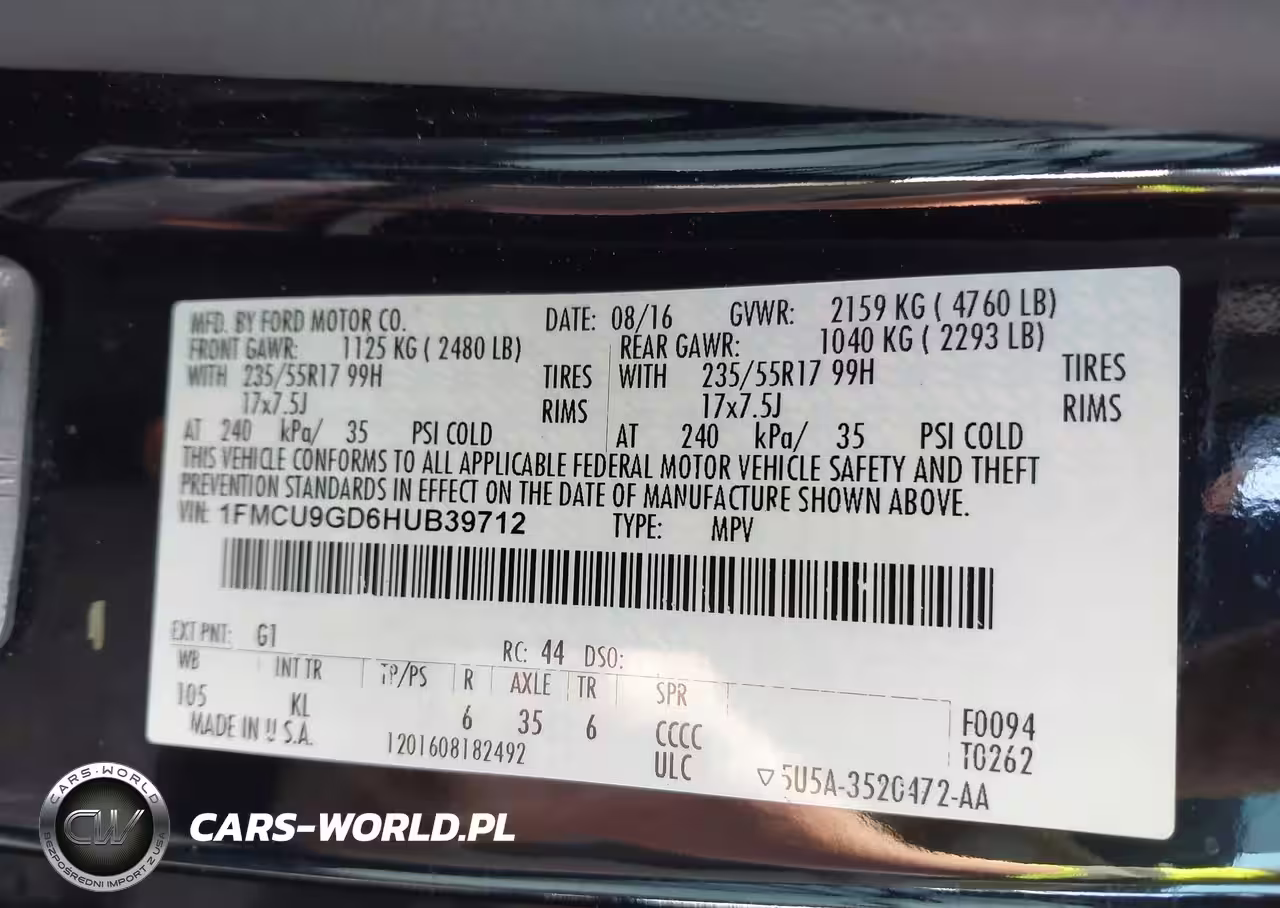 MFD. BY FORD MOTOR CO. DATE: 08/16 GVWR: 2159 KG ( 4760 LB)
FRONT GAWR: 1125 KG ( 2480 LB) REAR GAWR: 1040 KG ( 2293 LB)
WITH 235/55R17 99H TIRES WITH 235/55R17 99H TIRES
17x7.5J RIMS 17x7.5J RIMS
AT 240 kPa/ 35 PSI COLD AT 240 kPa/ 35 PSI COLD
THIS VEHICLE CONFORMS TO ALL APPLICABLE FEDERAL MOTOR VEHICLE SAFETY AND THEFT
PREVENTION STANDARDS IN EFFECT ON THE DATE OF MANUFACTURE SHOWN ABOVE.
VIN: 1FMCU9GD6HUB39712 TYPE: MPV
EXT PNT: G1 RC: 44 DSO:
WB INT TR TP/PS R AXLE TR SPR
105 KL 6 35 6 CCCC F0094
MADE IN U.S.A. 1201608182492 ULC T0262
▽5U5A-3520472-AA
CARS-WORLD
CW
BEZPOŚREDNI IMPORT Z USA
CARS-WORLD.PL